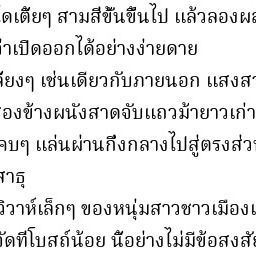 ดเตี้ยๆ สามสี่ขั้นขึ้นไป แล้วลองผ
าเปิดออกได้อย่างง่ายดาย
ยงๆ เช่นเดียวกับภายนอก แสงส
องข้างผนังสาดจับแถวม้ายาวเก่า
คบๆ แล่นผ่านกึ่งกลางไปสู่ตรงส่ว
สาธุ
วิวาห์เล็กๆ ของหนุ่มสาวชาวเมือง
จัดที่โบสถ์น้อย นี้อย่างไม่มีข้อสงสั